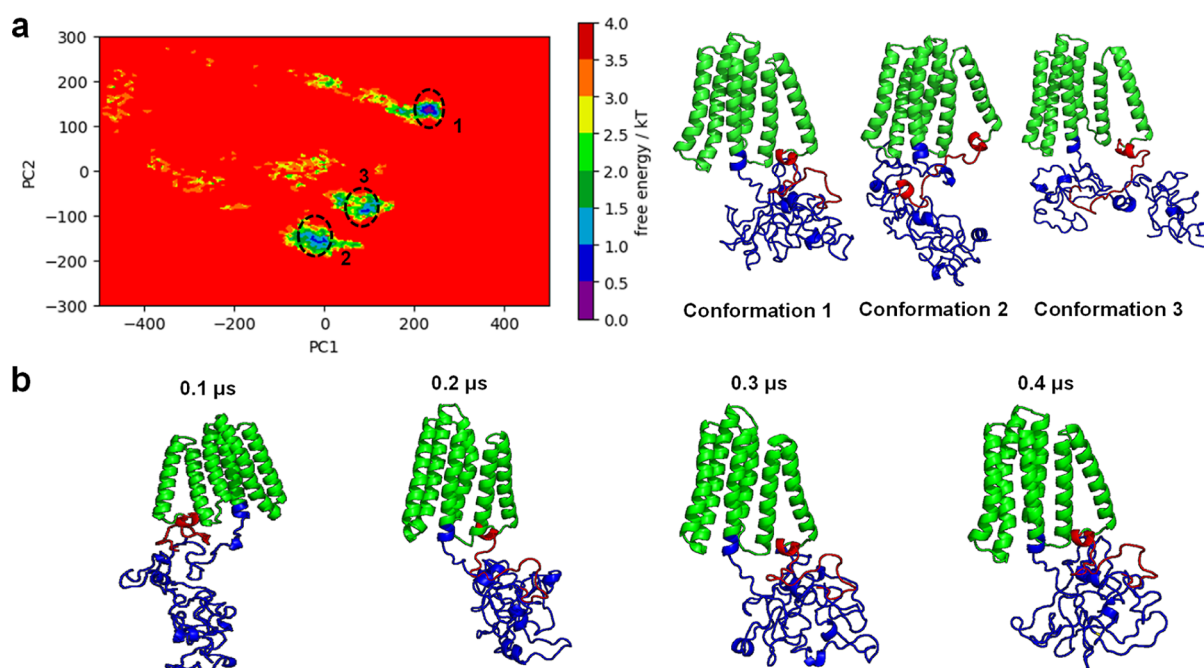 a
300
200
100
0
−100
−200
−300
PC2
−400
−200
0
200
400
PC1
1
3
2
4.0
3.5
3.0
2.5
2.0
1.5
1.0
0.5
0.0
free energy / kT
Conformation 1
Conformation 2
Conformation 3
b
0.1 µs
0.2 µs
0.3 µs
0.4 µs